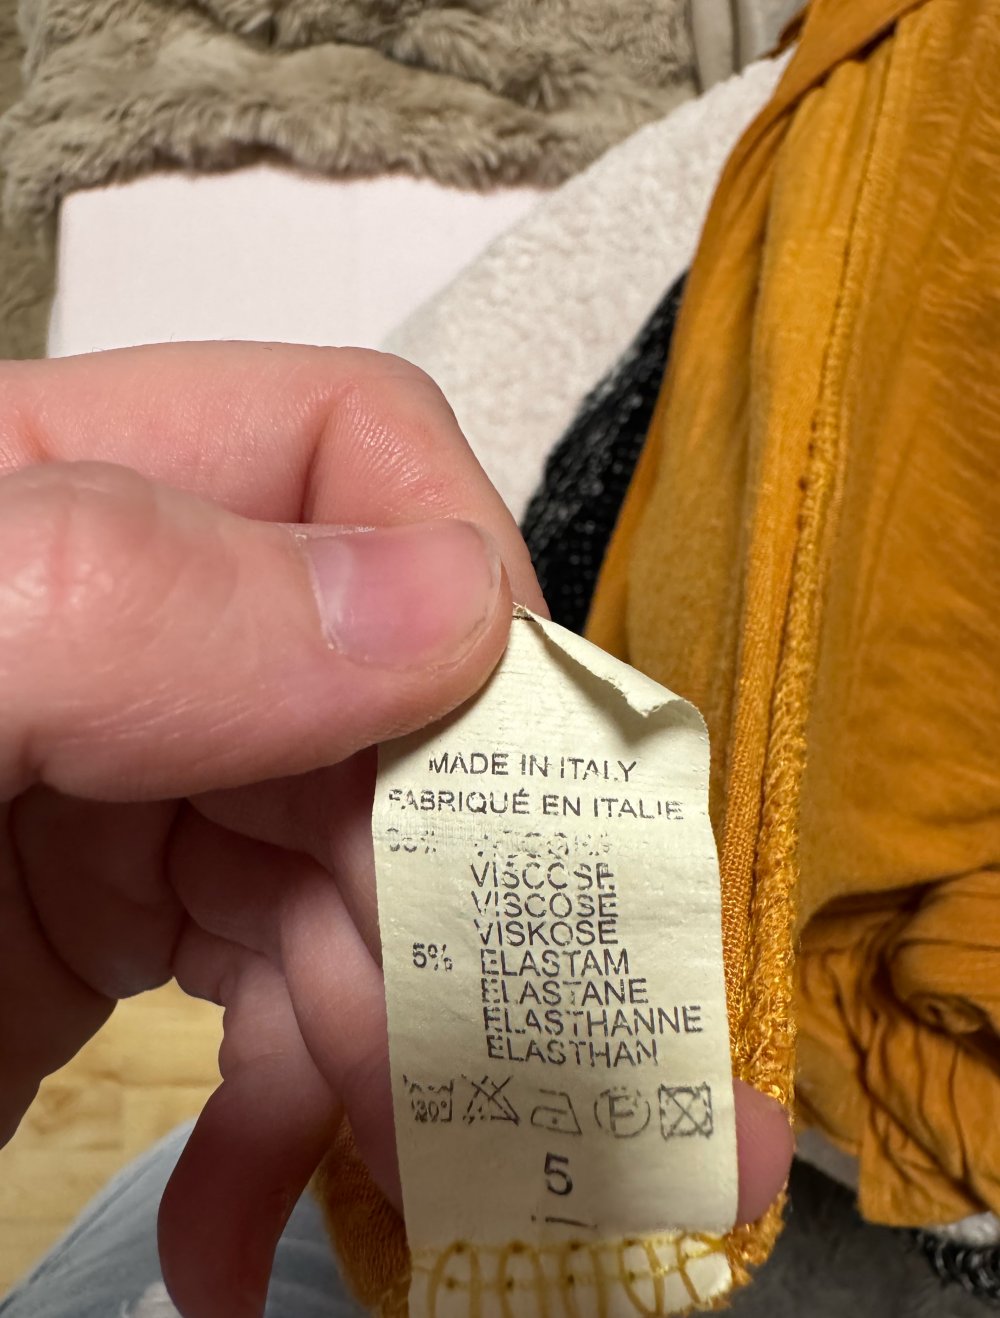 MADE IN ITALY
FABRIQUÉ EN ITALIE
VISCOSE
VISCOSE
VISKOSE
5% ELASTAM
ELASTANE
ELASTHANNE
ELASTHAN
F
5